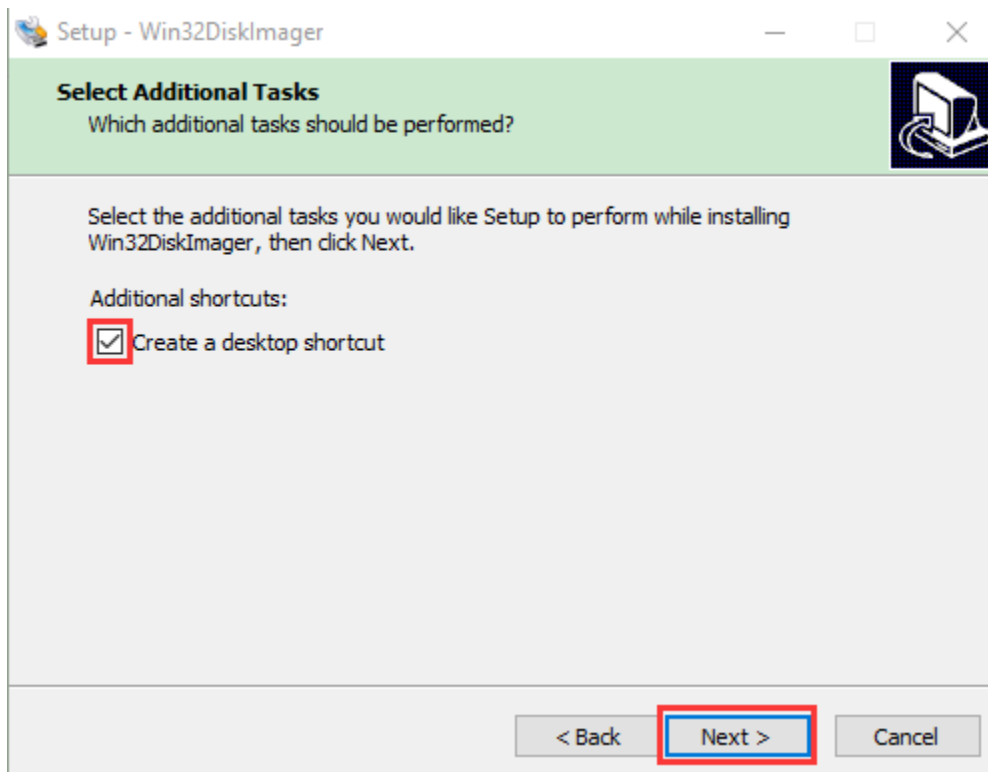 Setup - Win32DiskImager
Select Additional Tasks
Which additional tasks should be performed?
Select the additional tasks you would like Setup to perform while installing
Win32DiskImager, then click Next.
Additional shortcuts:
Create a desktop shortcut
< Back
Next >
Cancel